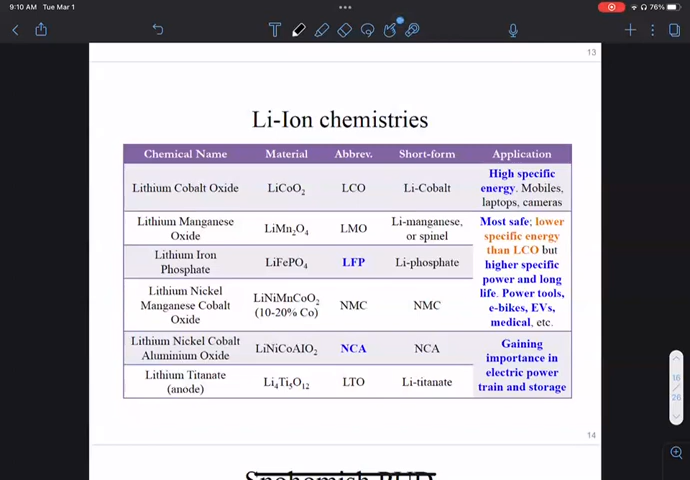 9:10 AM Tue Mar 1
76%
13
Li-Ion chemistries
Chemical Name Material Abbrev. Short-form Application
Lithium Cobalt Oxide LiCoO₂ LCO Li-Cobalt
High specific
energy. Mobiles,
laptops, cameras
Lithium Manganese
Oxide
LiMn₂O₄ LMO
Li-manganese,
or spinel
Lithium Iron
Phosphate
LiFePO₄ LFP Li-phosphate
Lithium Nickel
Manganese Cobalt
Oxide
LiNiMnCoO₂
(10-20% Co)
NMC NMC
Most safe; lower
specific energy
than LCO but
higher specific
power and long
life. Power tools,
e-bikes, EVs,
medical, etc.
Lithium Nickel Cobalt
Aluminium Oxide
LiNiCoAlO₂ NCA NCA
Lithium Titanate
(anode)
Li₄Ti₅O₁₂ LTO Li-titanate
Gaining
importance in
electric power
train and storage
16
/
26
14
Snohomish PUD